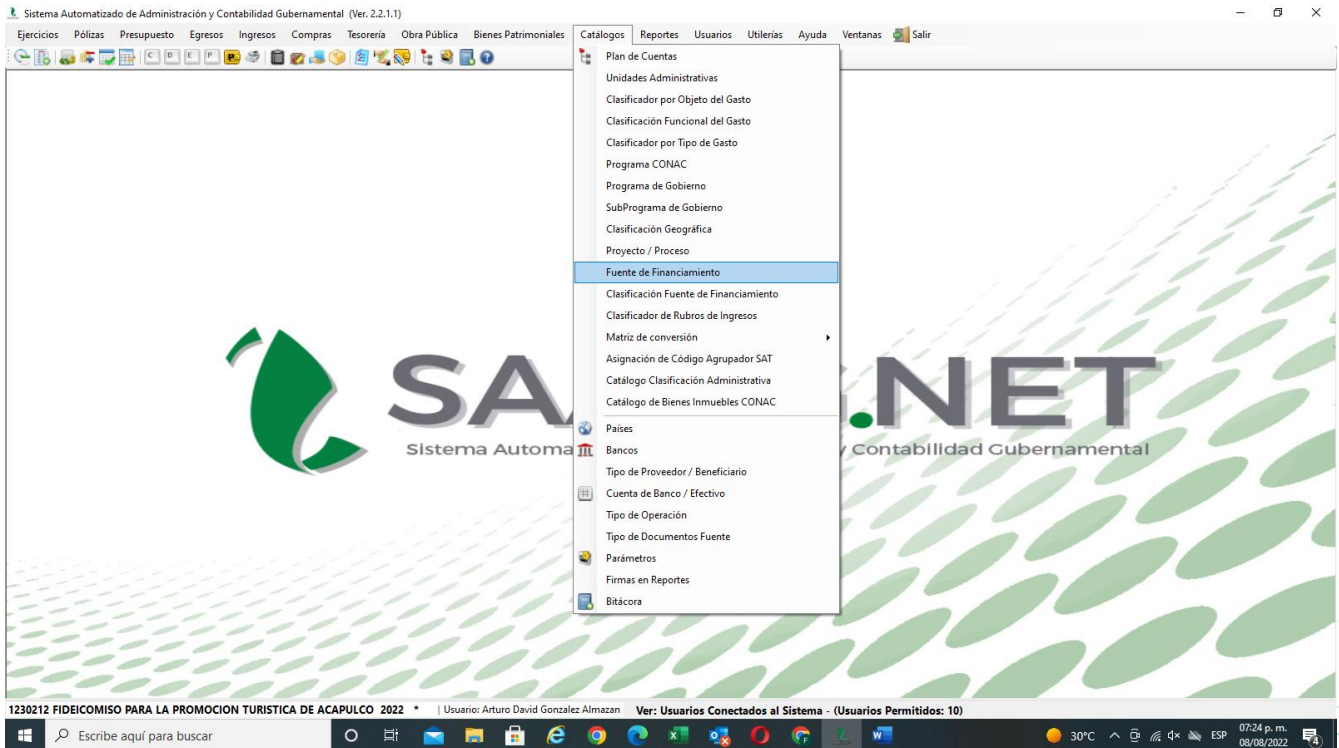 Sistema Automatizado de Administración y Contabilidad Gubernamental (Ver. 2.2.1.1)
Ejercicios Pólizas Presupuesto Egresos Ingresos Compras Tesorería Obra Pública Bienes Patrimoniales Catálogos Reportes Usuarios Utilerías Ayuda Ventanas Salir
C D E P
Plan de Cuentas
Unidades Administrativas
Clasificador por Objeto del Gasto
Clasificación Funcional del Gasto
Clasificador por Tipo de Gasto
Programa CONAC
Programa de Gobierno
SubPrograma de Gobierno
Clasificación Geográfica
Proyecto / Proceso
Fuente de Financiamiento
Clasificación Fuente de Financiamiento
Clasificador de Rubros de Ingresos
Matriz de conversión
Asignación de Código Agrupador SAT
Catálogo Clasificación Administrativa
Catálogo de Bienes Inmuebles CONAC
Países
Bancos
Tipo de Proveedor / Beneficiario
Cuenta de Banco / Efectivo
Tipo de Operación
Tipo de Documentos Fuente
Parámetros
Firmas en Reportes
Bitácora
SA .NET
Sistema Automa y Contabilidad Gubernamental
1230212 FIDEICOMISO PARA LA PROMOCION TURISTICA DE ACAPULCO 2022 * | Usuario: Arturo David Gonzalez Almazan Ver: Usuarios Conectados al Sistema - (Usuarios Permitidos: 10)
Escribe aquí para buscar
30°C ESP
07:24 p. m.
08/08/2022
4